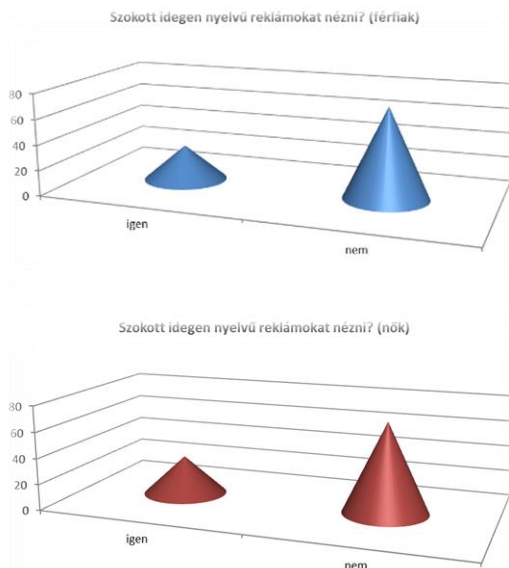 Szokott idegen nyelvű reklámokat nézni? (férfiak)
80
60
40
20
0
igen
nem
Szokott idegen nyelvű reklámokat nézni? (nők)
80
60
40
20
0
igen
nem